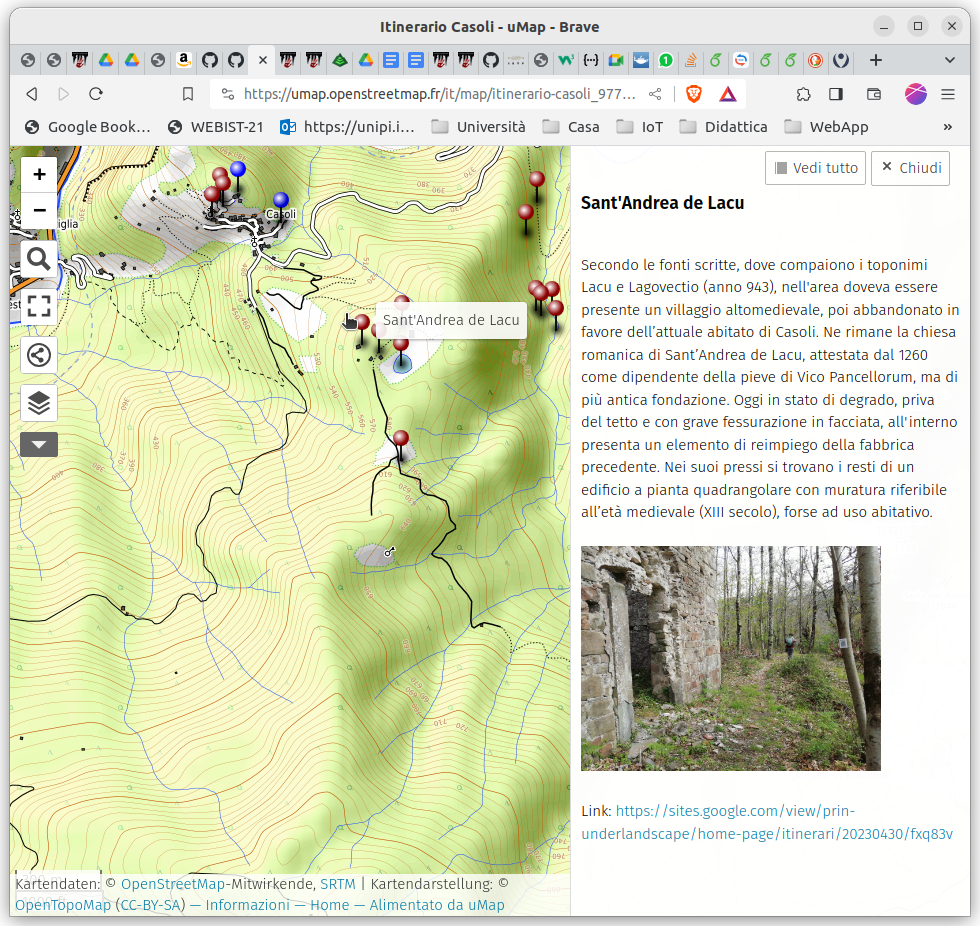 Itinerario Casoli - uMap - Brave
https://umap.openstreetmap.fr/it/map/itinerario-casoli_977…
Google Book… WEBIST-21 https://unipi.i… Università Casa IoT Didattica WebApp »
+
−
Casoli
iglia
Sant'Andrea de Lacu
Vedi tutto Chiudi
Sant'Andrea de Lacu
Secondo le fonti scritte, dove compaiono i toponimi
Lacu e Lagovectio (anno 943), nell'area doveva essere
presente un villaggio altomedievale, poi abbandonato in
favore dell’attuale abitato di Casoli. Ne rimane la chiesa
romanica di Sant’Andrea de Lacu, attestata dal 1260
come dipendente della pieve di Vico Pancellorum, ma di
più antica fondazione. Oggi in stato di degrado, priva
del tetto e con grave fessurazione in facciata, all'interno
presenta un elemento di reimpiego della fabbrica
precedente. Nei suoi pressi si trovano i resti di un
edificio a pianta quadrangolare con muratura riferibile
all’età medievale (XIII secolo), forse ad uso abitativo.
Link: https://sites.google.com/view/prin-
underlandscape/home-page/itinerari/20230430/fxq83v
Kartendaten: © OpenStreetMap-Mitwirkende, SRTM | Kartendarstellung: ©
OpenTopoMap (CC-BY-SA) — Informazioni — Home — Alimentato da uMap